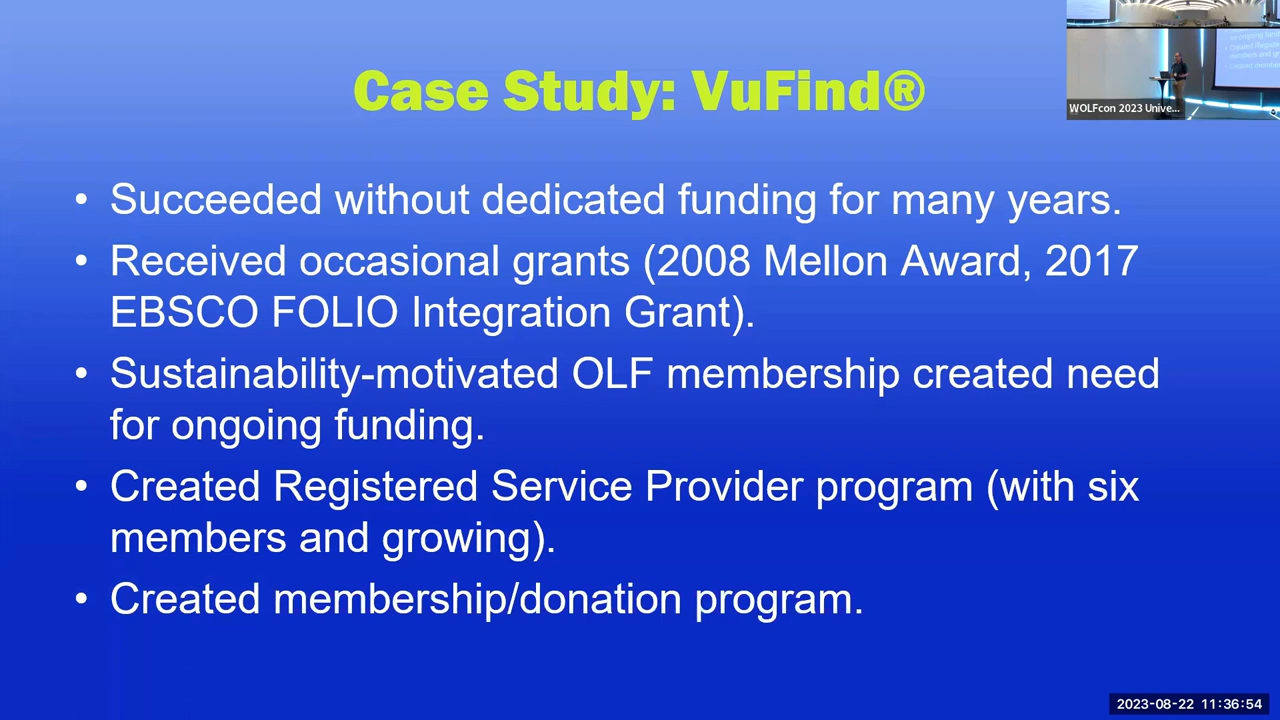 Case Study: VuFind®
• Succeeded without dedicated funding for many years.
• Received occasional grants (2008 Mellon Award, 2017
EBSCO FOLIO Integration Grant).
• Sustainability-motivated OLF membership created need
for ongoing funding.
• Created Registered Service Provider program (with six
members and growing).
• Created membership/donation program.
WOLFcon 2023 Unive...
2023-08-22 11:36:54